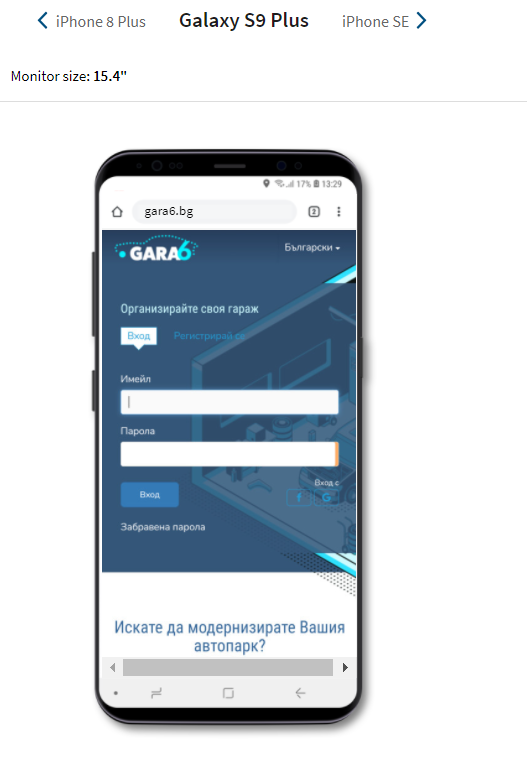 iPhone 8 Plus
Galaxy S9 Plus
iPhone SE
Monitor size: 15.4"
17% 13:29
gara6.bg
2
GARA6
Български
Организирайте своя гараж
Вход
Регистрирай се
Имейл
Парола
Вход
Вход с
f G
Забравена парола
Искате да модернизирате Вашия
автопарк?